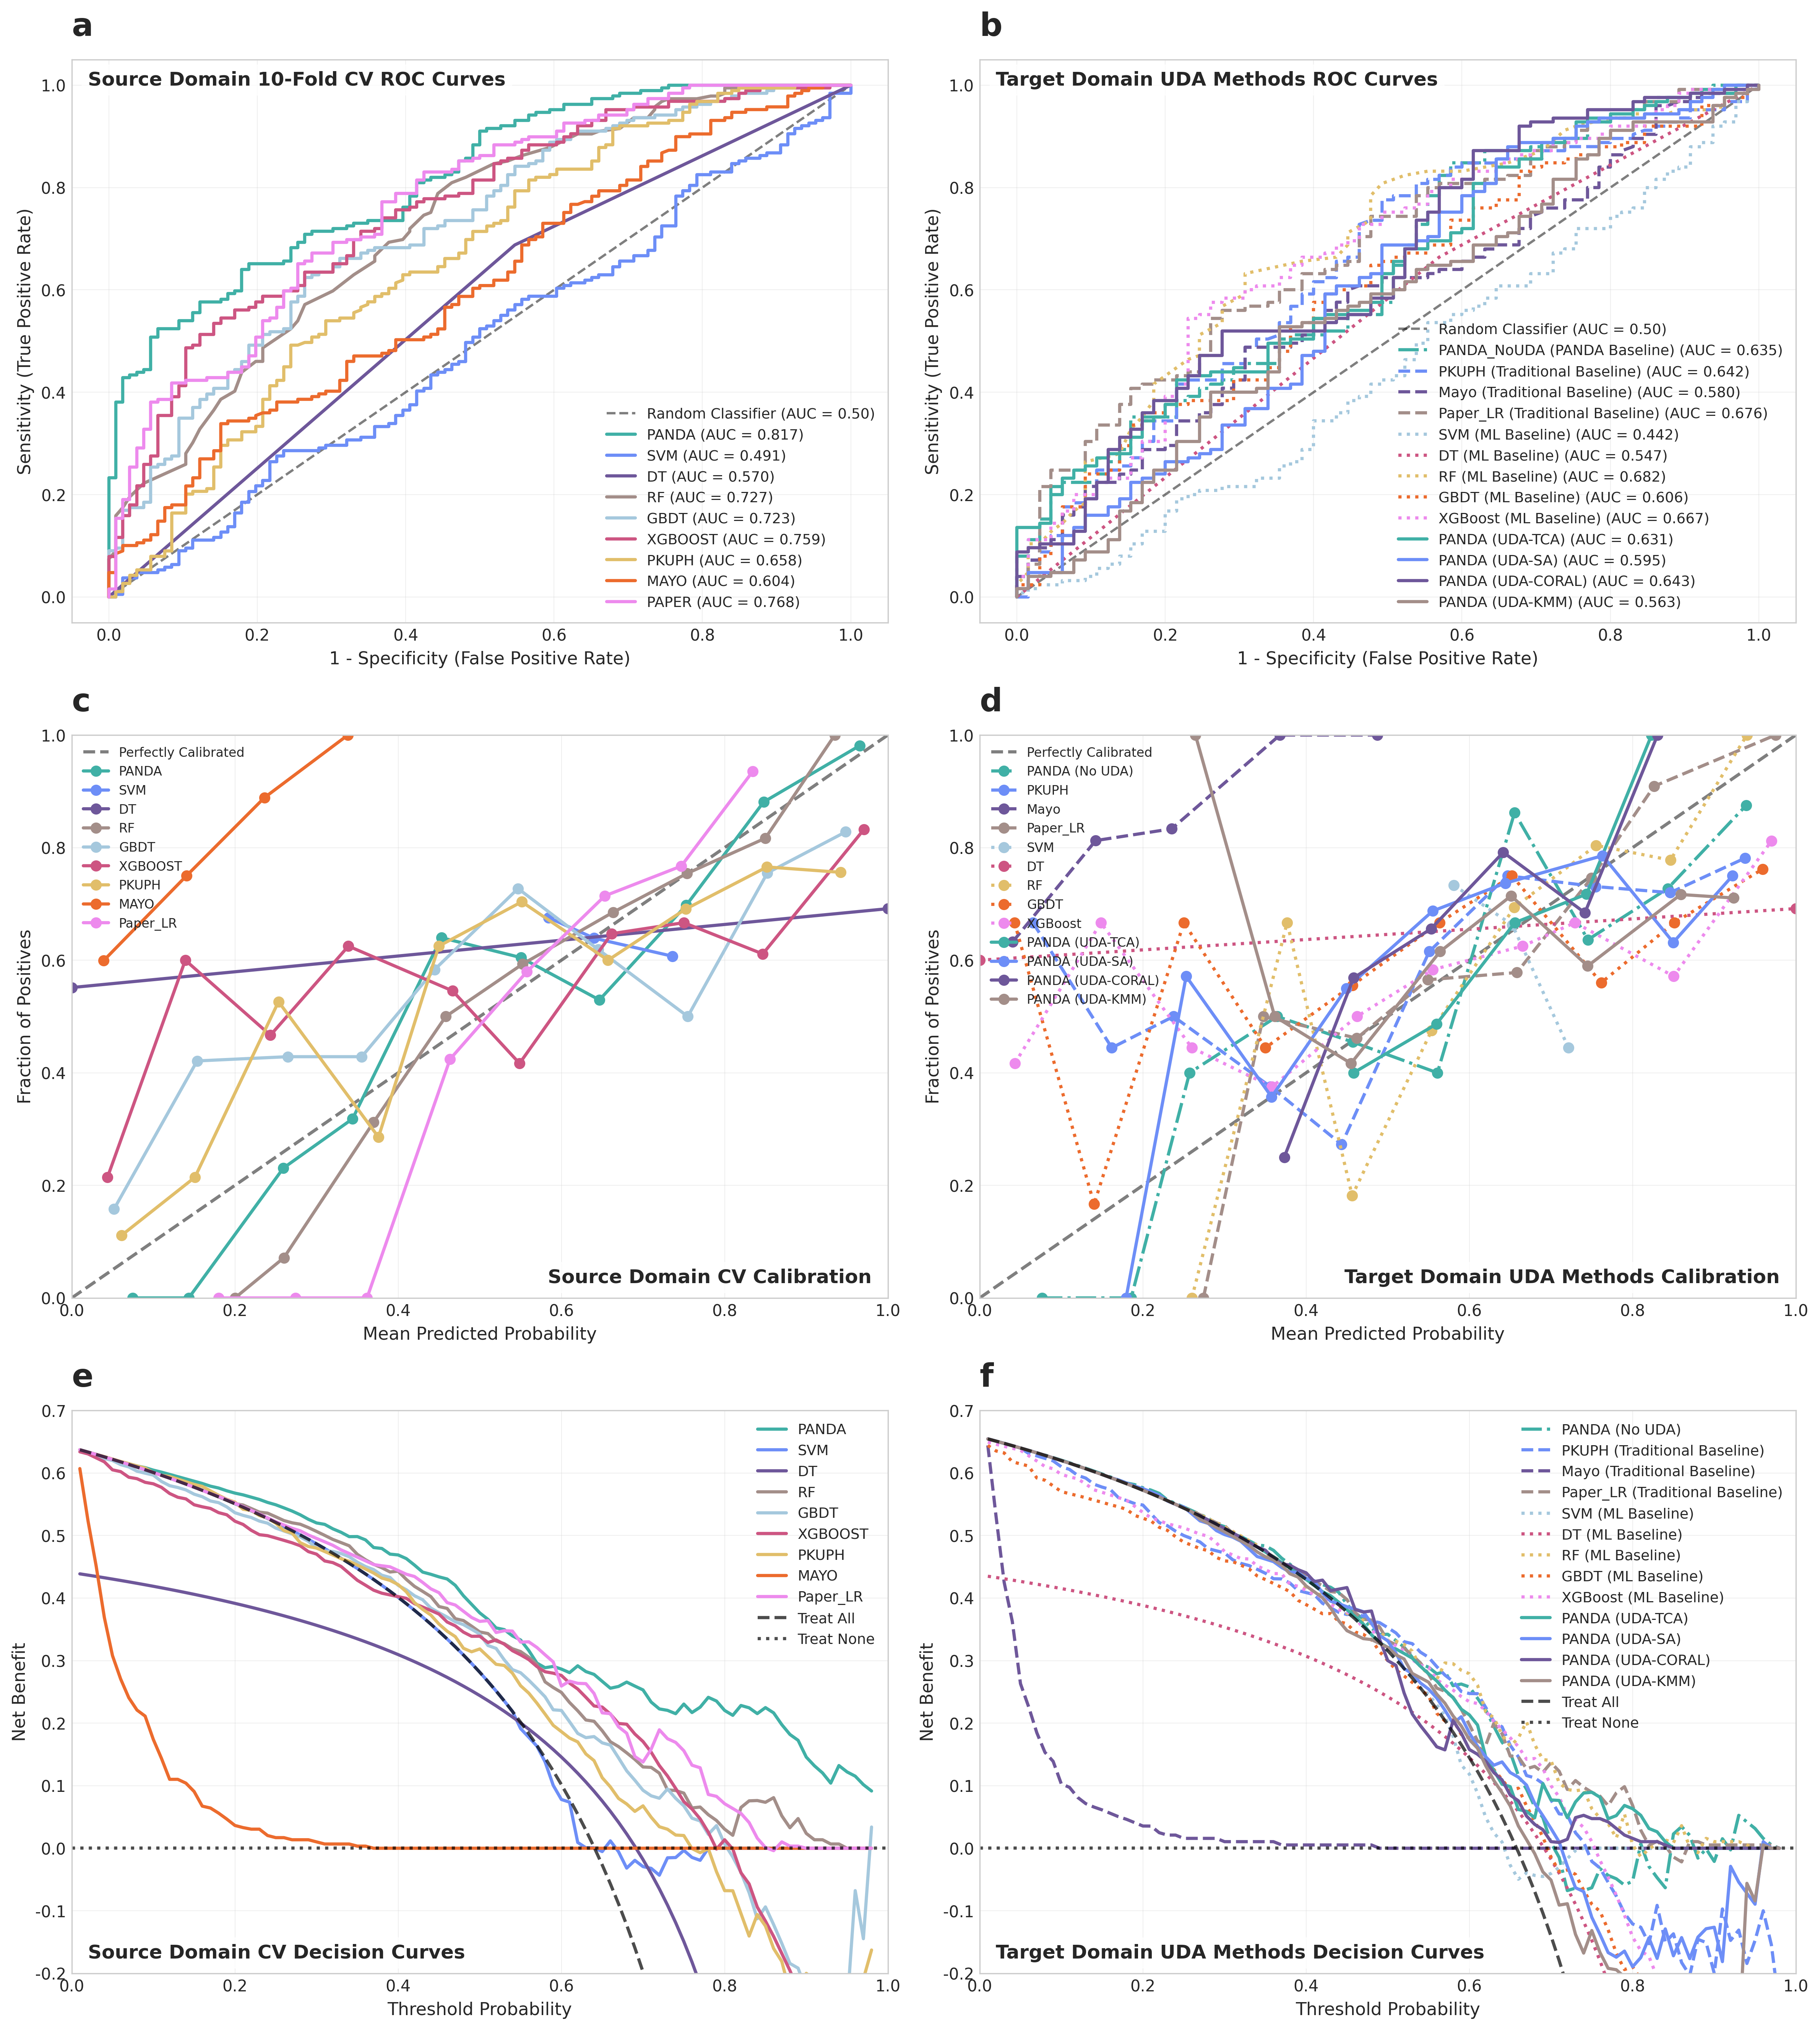 a
Source Domain 10-Fold CV ROC Curves
Sensitivity (True Positive Rate)
1.0
0.8
0.6
0.4
0.2
0.0
Random Classifier (AUC = 0.50)
PANDA (AUC = 0.817)
SVM (AUC = 0.491)
DT (AUC = 0.570)
RF (AUC = 0.727)
GBDT (AUC = 0.723)
XGBOOST (AUC = 0.759)
PKUPH (AUC = 0.658)
MAYO (AUC = 0.604)
PAPER (AUC = 0.768)
0.0 0.2 0.4 0.6 0.8 1.0
1 - Specificity (False Positive Rate)
b
Target Domain UDA Methods ROC Curves
Sensitivity (True Positive Rate)
1.0
0.8
0.6
0.4
0.2
0.0
Random Classifier (AUC = 0.50)
PANDA_NoUDA (PANDA Baseline) (AUC = 0.635)
PKUPH (Traditional Baseline) (AUC = 0.642)
Mayo (Traditional Baseline) (AUC = 0.580)
Paper_LR (Traditional Baseline) (AUC = 0.676)
SVM (ML Baseline) (AUC = 0.442)
DT (ML Baseline) (AUC = 0.547)
RF (ML Baseline) (AUC = 0.682)
GBDT (ML Baseline) (AUC = 0.606)
XGBoost (ML Baseline) (AUC = 0.667)
PANDA (UDA-TCA) (AUC = 0.631)
PANDA (UDA-SA) (AUC = 0.595)
PANDA (UDA-CORAL) (AUC = 0.643)
PANDA (UDA-KMM) (AUC = 0.563)
0.0 0.2 0.4 0.6 0.8 1.0
1 - Specificity (False Positive Rate)
c
Fraction of Positives
1.0
0.8
0.6
0.4
0.2
0.0
Perfectly Calibrated
PANDA
SVM
DT
RF
GBDT
XGBOOST
PKUPH
MAYO
Paper_LR
Source Domain CV Calibration
0.0 0.2 0.4 0.6 0.8 1.0
Mean Predicted Probability
d
Fraction of Positives
1.0
0.8
0.6
0.4
0.2
0.0
Perfectly Calibrated
PANDA (No UDA)
PKUPH
Mayo
Paper_LR
SVM
DT
RF
GBDT
XGBoost
PANDA (UDA-TCA)
PANDA (UDA-SA)
PANDA (UDA-CORAL)
PANDA (UDA-KMM)
Target Domain UDA Methods Calibration
0.0 0.2 0.4 0.6 0.8 1.0
Mean Predicted Probability
e
Net Benefit
0.7
0.6
0.5
0.4
0.3
0.2
0.1
0.0
-0.1
-0.2
PANDA
SVM
DT
RF
GBDT
XGBOOST
PKUPH
MAYO
Paper_LR
Treat All
Treat None
Source Domain CV Decision Curves
0.0 0.2 0.4 0.6 0.8 1.0
Threshold Probability
f
Net Benefit
0.7
0.6
0.5
0.4
0.3
0.2
0.1
0.0
-0.1
-0.2
PANDA (No UDA)
PKUPH (Traditional Baseline)
Mayo (Traditional Baseline)
Paper_LR (Traditional Baseline)
SVM (ML Baseline)
DT (ML Baseline)
RF (ML Baseline)
GBDT (ML Baseline)
XGBoost (ML Baseline)
PANDA (UDA-TCA)
PANDA (UDA-SA)
PANDA (UDA-CORAL)
PANDA (UDA-KMM)
Treat All
Treat None
Target Domain UDA Methods Decision Curves
0.0 0.2 0.4 0.6 0.8 1.0
Threshold Probability